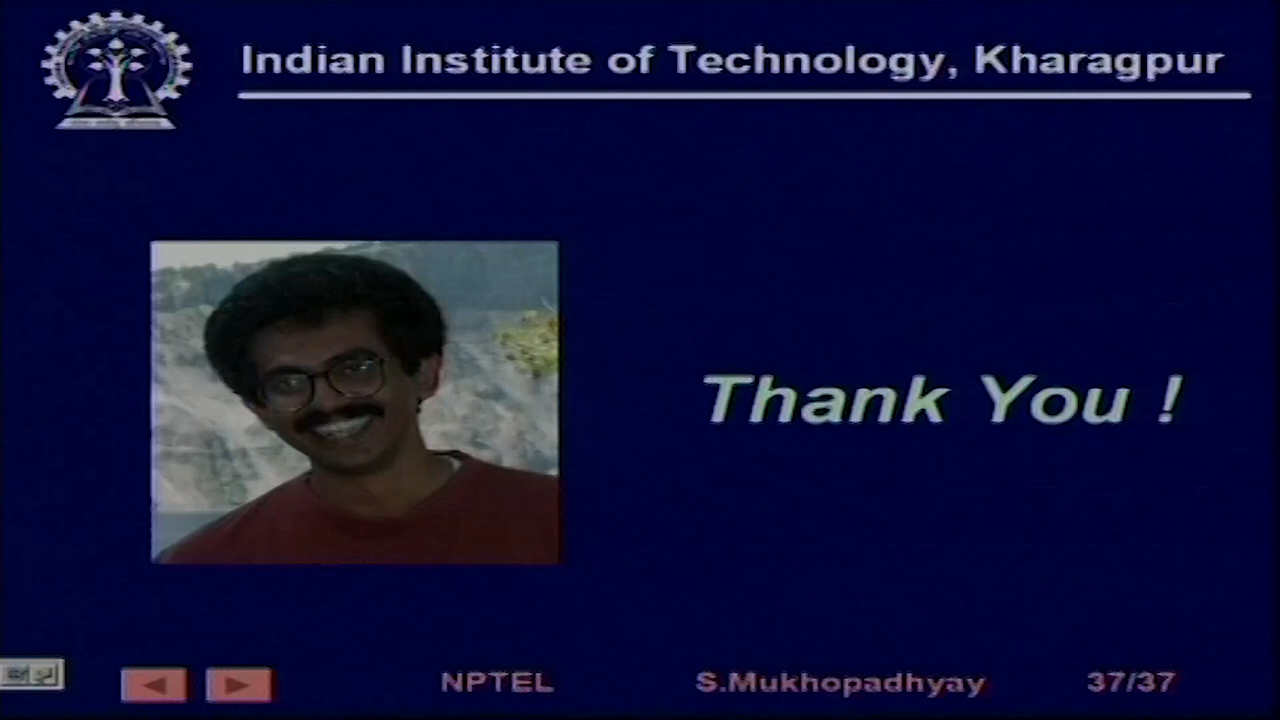 Indian Institute of Technology, Kharagpur
Thank You !
NPTEL S.Mukhopadhyay 37/37